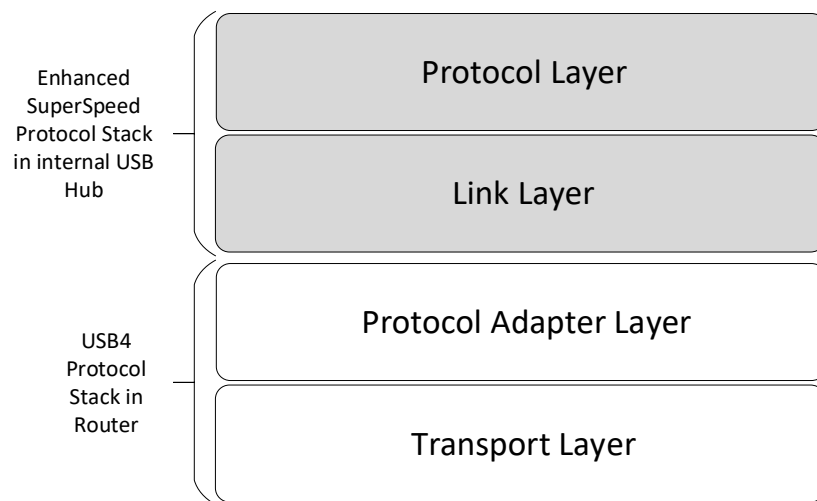 Enhanced
SuperSpeed
Protocol Stack
in internal USB
Hub
Protocol Layer
Link Layer
USB4
Protocol
Stack in
Router
Protocol Adapter Layer
Transport Layer